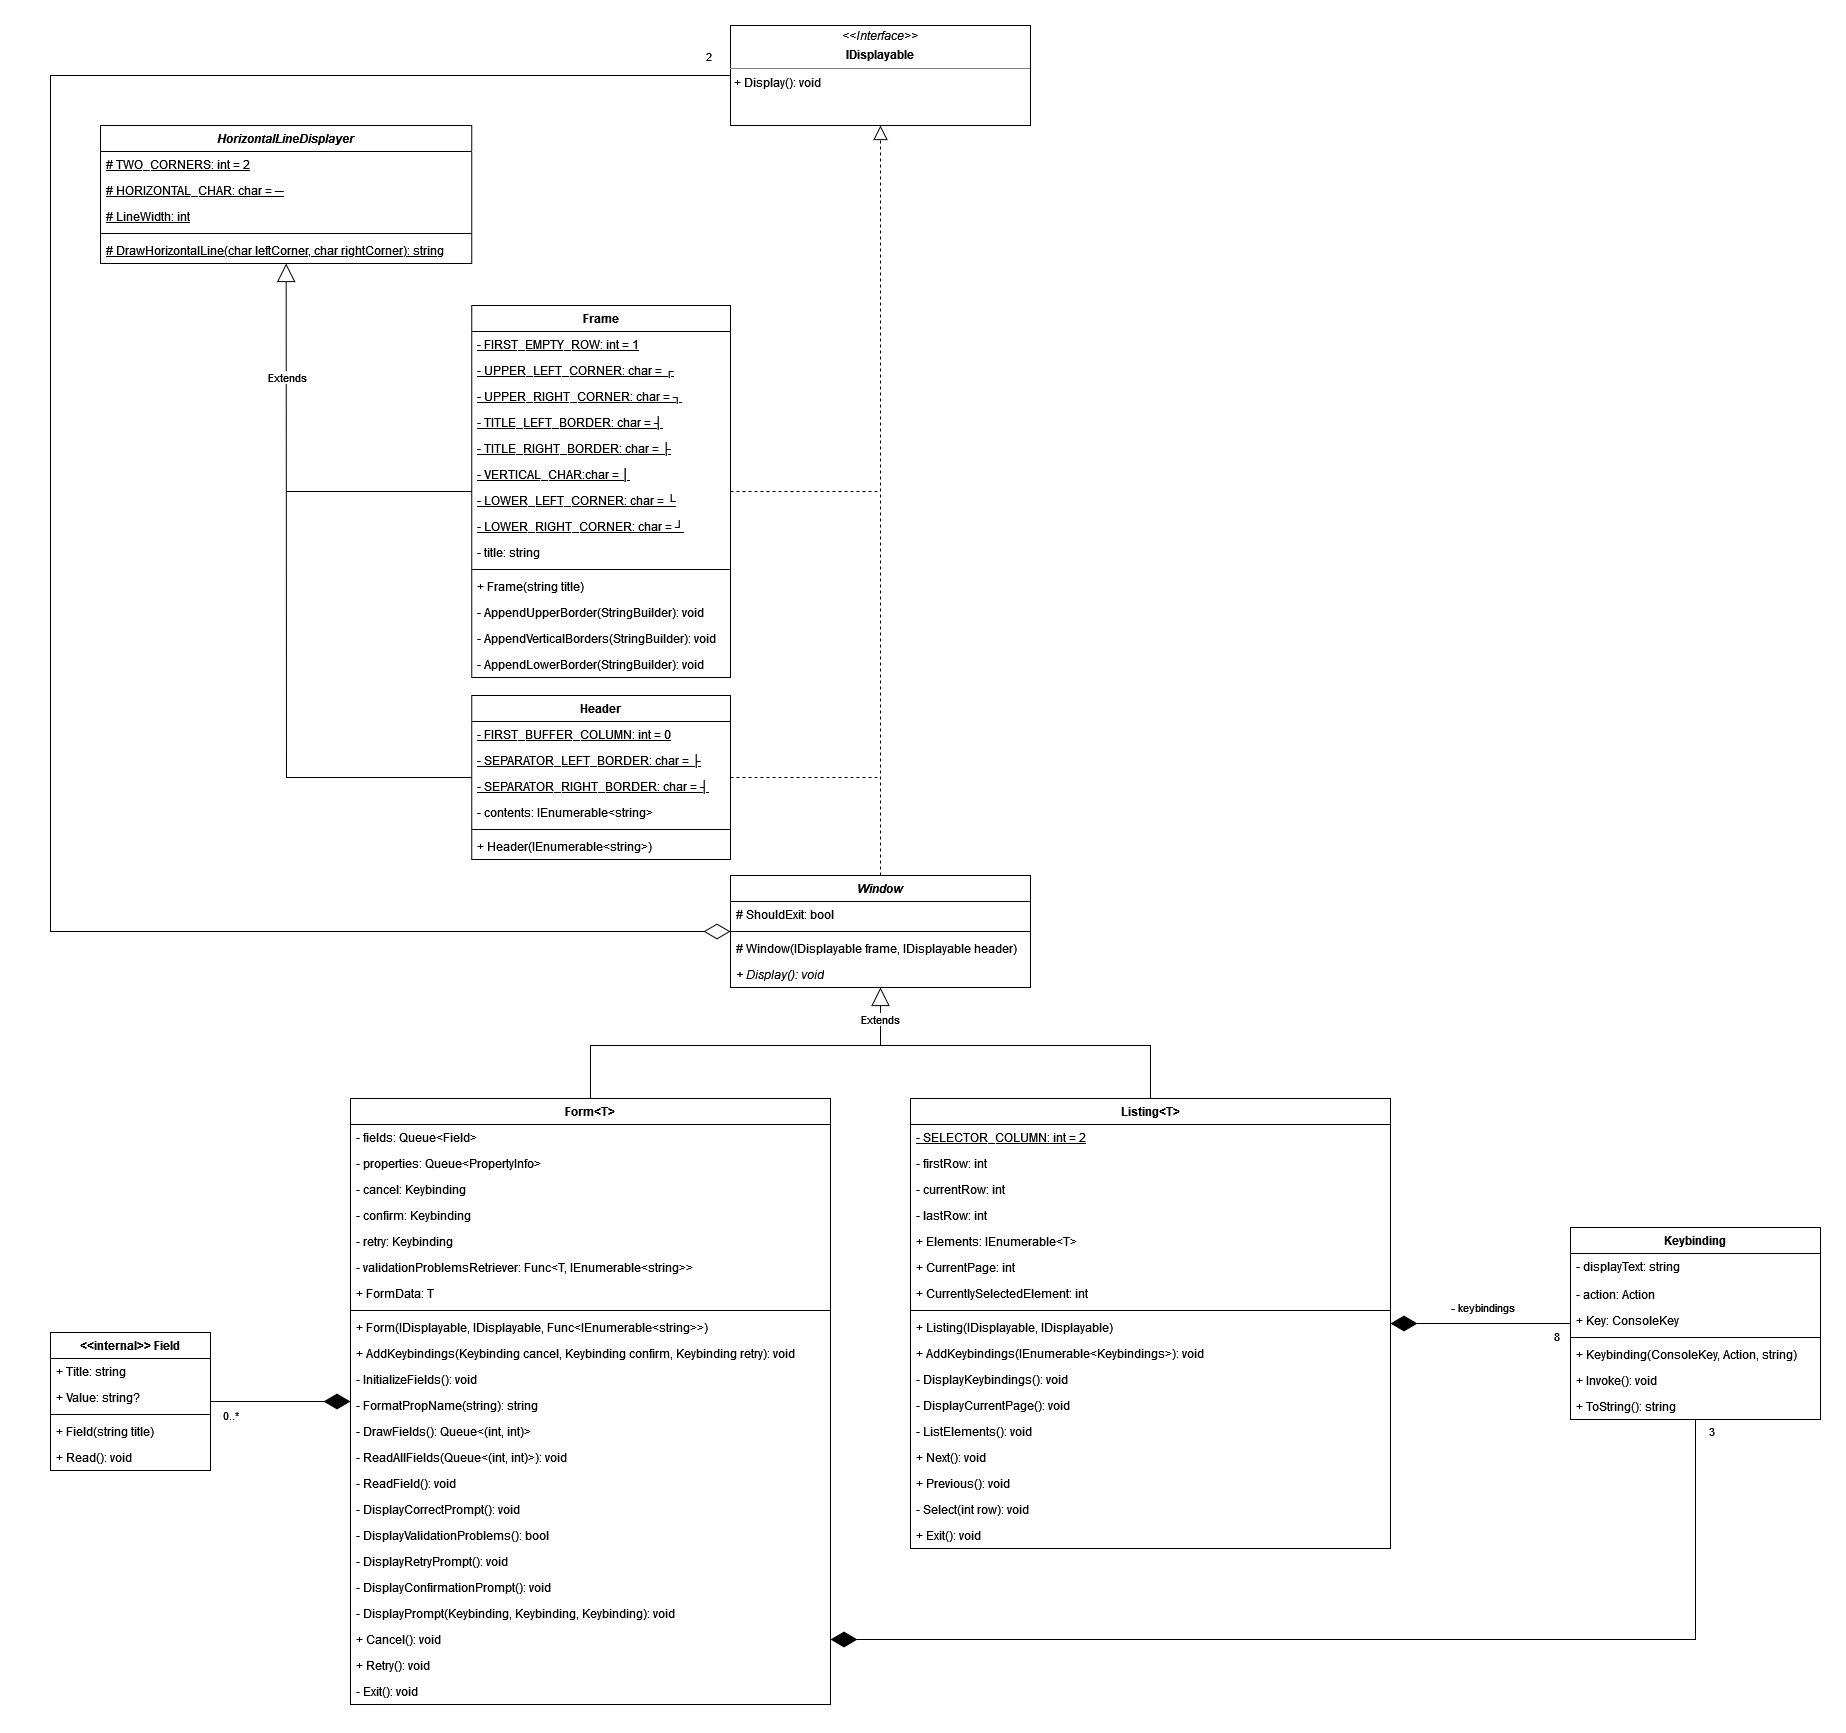 <<Interface>>
IDisplayable
+ Display(): void
2
HorizontalLineDisplayer
# TWO_CORNERS: int = 2
# HORIZONTAL_CHAR: char = ─
# LineWidth: int
# DrawHorizontalLine(char leftCorner, char rightCorner): string
Extends
Frame
- FIRST_EMPTY_ROW: int = 1
- UPPER_LEFT_CORNER: char = ┌
- UPPER_RIGHT_CORNER: char = ┐
- TITLE_LEFT_BORDER: char = ┤
- TITLE_RIGHT_BORDER: char = ├
- VERTICAL_CHAR:char = │
- LOWER_LEFT_CORNER: char = └
- LOWER_RIGHT_CORNER: char = ┘
- title: string
+ Frame(string title)
- AppendUpperBorder(StringBuilder): void
- AppendVerticalBorders(StringBuilder): void
- AppendLowerBorder(StringBuilder): void
Header
- FIRST_BUFFER_COLUMN: int = 0
- SEPARATOR_LEFT_BORDER: char = ├
- SEPARATOR_RIGHT_BORDER: char = ┤
- contents: IEnumerable<string>
+ Header(IEnumerable<string>)
Window
# ShouldExit: bool
# Window(IDisplayable frame, IDisplayable header)
+ Display(): void
Extends
Form<T>
- fields: Queue<Field>
- properties: Queue<PropertyInfo>
- cancel: Keybinding
- confirm: Keybinding
- retry: Keybinding
- validationProblemsRetriever: Func<T, IEnumerable<string>>
+ FormData: T
+ Form(IDisplayable, IDisplayable, Func<IEnumerable<string>>)
+ AddKeybindings(Keybinding cancel, Keybinding confirm, Keybinding retry): void
- InitializeFields(): void
- FormatPropName(string): string
- DrawFields(): Queue<(int, int)>
- ReadAllFields(Queue<(int, int)>): void
- ReadField(): void
- DisplayCorrectPrompt(): void
- DisplayValidationProblems(): bool
- DisplayRetryPrompt(): void
- DisplayConfirmationPrompt(): void
- DisplayPrompt(Keybinding, Keybinding, Keybinding): void
+ Cancel(): void
+ Retry(): void
- Exit(): void
Listing<T>
- SELECTOR_COLUMN: int = 2
- firstRow: int
- currentRow: int
- lastRow: int
+ Elements: IEnumerable<T>
+ CurrentPage: int
+ CurrentlySelectedElement: int
+ Listing(IDisplayable, IDisplayable)
+ AddKeybindings(IEnumerable<Keybindings>): void
- DisplayKeybindings(): void
- DisplayCurrentPage(): void
- ListElements(): void
+ Next(): void
+ Previous(): void
- Select(int row): void
+ Exit(): void
- keybindings
8
Keybinding
- displayText: string
- action: Action
+ Key: ConsoleKey
+ Keybinding(ConsoleKey, Action, string)
+ Invoke(): void
+ ToString(): string
3
<<internal>> Field
+ Title: string
+ Value: string?
+ Field(string title)
+ Read(): void
0..*